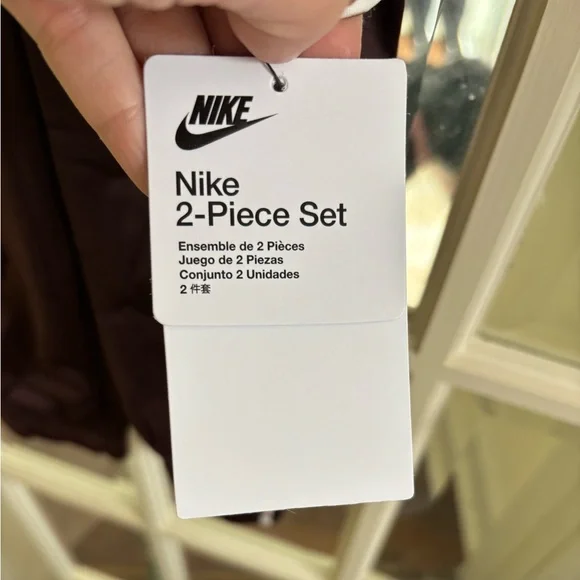 NIKE
Nike
2-Piece Set
Ensemble de 2 Pièces
Juego de 2 Piezas
Conjunto 2 Unidades
2 件套